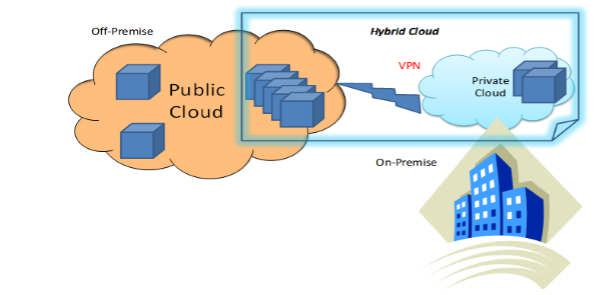 Off-Premise
Hybrid Cloud
VPN
Public
Cloud
Private
Cloud
On-Premise